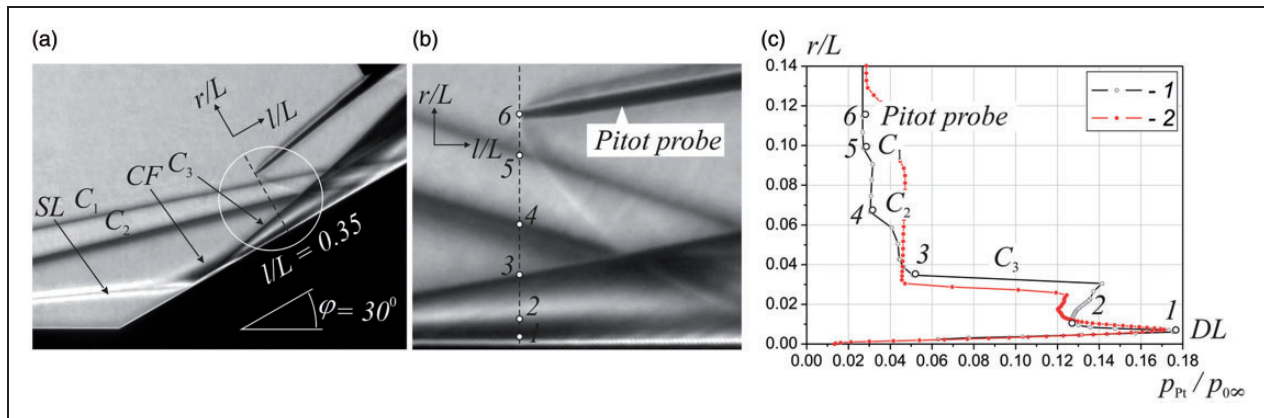 (a)
r/L
l/L
C₃
CF
C₁
SL
C₂
l/L = 0.35
φ = 30⁰
(b)
r/L
l/L
6
Pitot probe
5
4
3
2
1
(c)
r/L
0.14
0.12
0.10
0.08
0.06
0.04
0.02
0.00
- 1
- 2
6
Pitot probe
5
C₁
4
C₂
3
C₃
2
1
DL
0.00 0.02 0.04 0.06 0.08 0.10 0.12 0.14 0.16 0.18
p_Pt / p_0∞